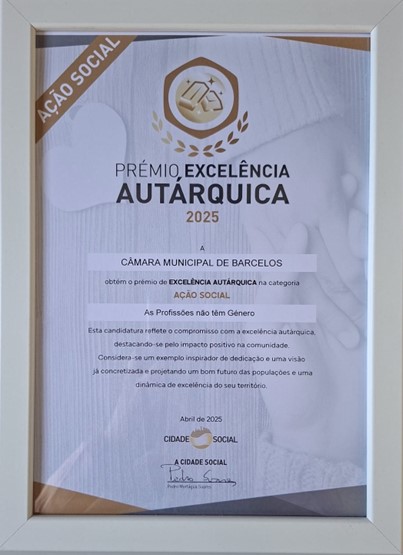 AÇÃO SOCIAL
PRÉMIO EXCELÊNCIA
AUTÁRQUICA
2025
A
CÂMARA MUNICIPAL DE BARCELOS
obtém o prémio de EXCELÊNCIA AUTÁRQUICA na categoria
AÇÃO SOCIAL
As Profissões não têm Género
Esta candidatura reflete o compromisso com a excelência autárquica,
destacando-se pelo impacto positivo na comunidade.
Considera-se um exemplo inspirador de dedicação e uma visão
já concretizada e projetando um bom futuro das populações e uma
dinâmica de excelência do seu território.
Abril de 2025
CIDADE SOCIAL
A CIDADE SOCIAL
Pedro